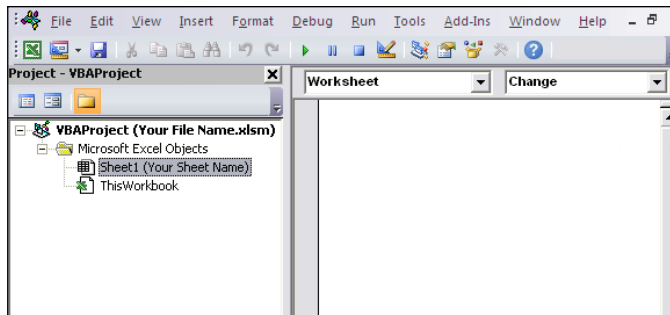 File Edit View Insert Format Debug Run Tools Add-Ins Window Help
Project - VBAProject
Worksheet Change
VBAProject (Your File Name.xlsm)
Microsoft Excel Objects
Sheet1 (Your Sheet Name)
ThisWorkbook